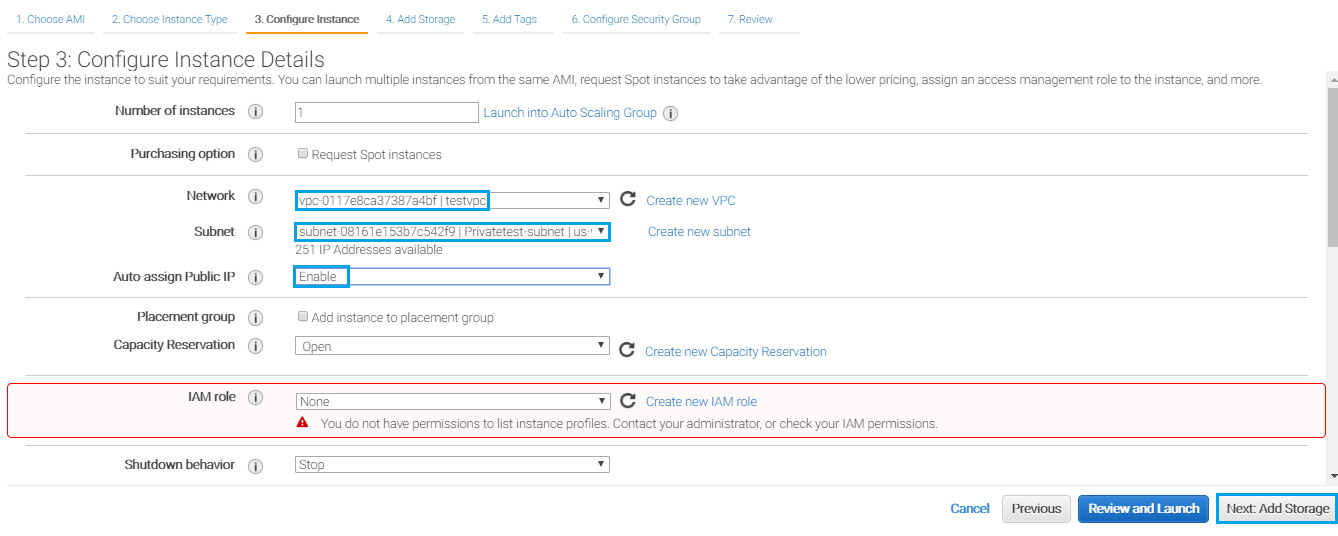 1. Choose AMI 2. Choose Instance Type 3. Configure Instance 4. Add Storage 5. Add Tags 6. Configure Security Group 7. Review
Step 3: Configure Instance Details
Configure the instance to suit your requirements. You can launch multiple instances from the same AMI, request Spot instances to take advantage of the lower pricing, assign an access management role to the instance, and more.
Number of instances i 1 Launch into Auto Scaling Group i
Purchasing option i Request Spot instances
Network i vpc-0117e8ca37387a4bf | testvpc Create new VPC
Subnet i subnet-08161e153b7c542f9 | Privatetest-subnet | us- Create new subnet
251 IP Addresses available
Auto-assign Public IP i Enable
Placement group i Add instance to placement group
Capacity Reservation i Open Create new Capacity Reservation
IAM role i None Create new IAM role
You do not have permissions to list instance profiles. Contact your administrator, or check your IAM permissions.
Shutdown behavior i Stop
Cancel Previous Review and Launch Next: Add Storage